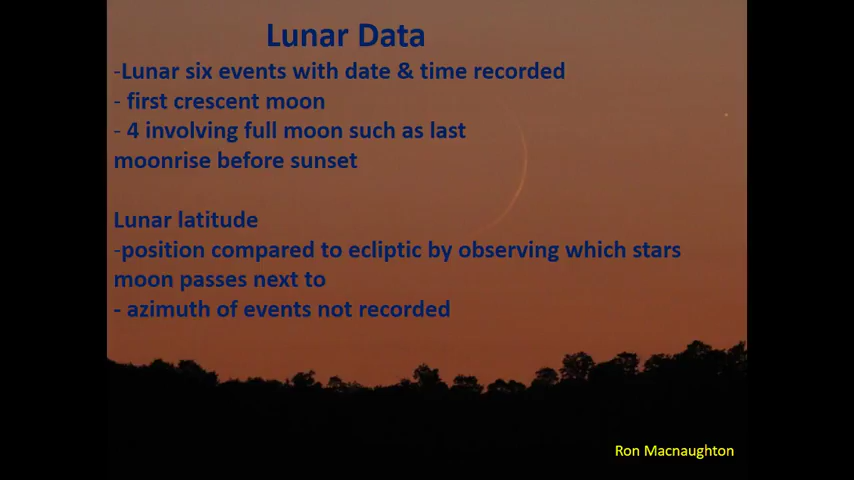 Lunar Data
-Lunar six events with date & time recorded
- first crescent moon
- 4 involving full moon such as last
moonrise before sunset
Lunar latitude
-position compared to ecliptic by observing which stars
moon passes next to
- azimuth of events not recorded
Ron Macnaughton